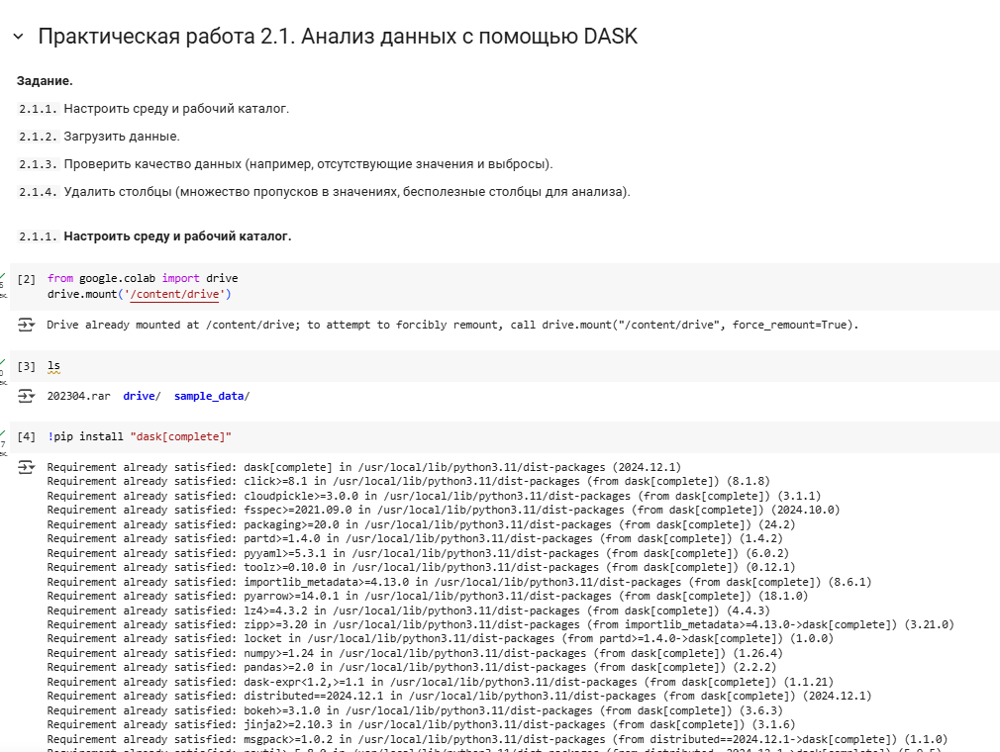 Практическая работа 2.1. Анализ данных с помощью DASK
Задание.
2.1.1. Настроить среду и рабочий каталог.
2.1.2. Загрузить данные.
2.1.3. Проверить качество данных (например, отсутствующие значения и выбросы).
2.1.4. Удалить столбцы (множество пропусков в значениях, бесполезные столбцы для анализа).
2.1.1. Настроить среду и рабочий каталог.
[2] from google.colab import drive
drive.mount('/content/drive')
Drive already mounted at /content/drive; to attempt to forcibly remount, call drive.mount("/content/drive", force_remount=True).
[3] ls
202304.rar drive/ sample_data/
[4] !pip install "dask[complete]"
Requirement already satisfied: dask[complete] in /usr/local/lib/python3.11/dist-packages (2024.12.1)
Requirement already satisfied: click>=8.1 in /usr/local/lib/python3.11/dist-packages (from dask[complete]) (8.1.8)
Requirement already satisfied: cloudpickle>=3.0.0 in /usr/local/lib/python3.11/dist-packages (from dask[complete]) (3.1.1)
Requirement already satisfied: fsspec>=2021.09.0 in /usr/local/lib/python3.11/dist-packages (from dask[complete]) (2024.10.0)
Requirement already satisfied: packaging>=20.0 in /usr/local/lib/python3.11/dist-packages (from dask[complete]) (24.2)
Requirement already satisfied: partd>=1.4.0 in /usr/local/lib/python3.11/dist-packages (from dask[complete]) (1.4.2)
Requirement already satisfied: pyyaml>=5.3.1 in /usr/local/lib/python3.11/dist-packages (from dask[complete]) (6.0.2)
Requirement already satisfied: toolz>=0.10.0 in /usr/local/lib/python3.11/dist-packages (from dask[complete]) (0.12.1)
Requirement already satisfied: importlib_metadata>=4.13.0 in /usr/local/lib/python3.11/dist-packages (from dask[complete]) (8.6.1)
Requirement already satisfied: pyarrow>=14.0.1 in /usr/local/lib/python3.11/dist-packages (from dask[complete]) (18.1.0)
Requirement already satisfied: lz4>=4.3.2 in /usr/local/lib/python3.11/dist-packages (from dask[complete]) (4.4.3)
Requirement already satisfied: zipp>=3.20 in /usr/local/lib/python3.11/dist-packages (from importlib_metadata>=4.13.0->dask[complete]) (3.21.0)
Requirement already satisfied: locket in /usr/local/lib/python3.11/dist-packages (from partd>=1.4.0->dask[complete]) (1.0.0)
Requirement already satisfied: numpy>=1.24 in /usr/local/lib/python3.11/dist-packages (from dask[complete]) (1.26.4)
Requirement already satisfied: pandas>=2.0 in /usr/local/lib/python3.11/dist-packages (from dask[complete]) (2.2.2)
Requirement already satisfied: dask-expr<1.2,>=1.1 in /usr/local/lib/python3.11/dist-packages (from dask[complete]) (1.1.21)
Requirement already satisfied: distributed==2024.12.1 in /usr/local/lib/python3.11/dist-packages (from dask[complete]) (2024.12.1)
Requirement already satisfied: bokeh>=3.1.0 in /usr/local/lib/python3.11/dist-packages (from dask[complete]) (3.6.3)
Requirement already satisfied: jinja2>=2.10.3 in /usr/local/lib/python3.11/dist-packages (from dask[complete]) (3.1.6)
Requirement already satisfied: msgpack>=1.0.2 in /usr/local/lib/python3.11/dist-packages (from distributed==2024.12.1->dask[complete]) (1.1.0)